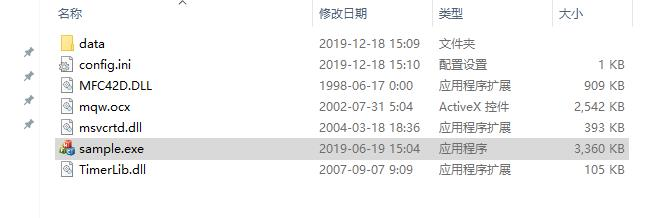 名称 修改日期 类型 大小
data 2019-12-18 15:09 文件夹
config.ini 2019-12-18 15:10 配置设置 1 KB
MFC42D.DLL 1998-06-17 0:00 应用程序扩展 909 KB
mqw.ocx 2002-07-31 5:04 ActiveX 控件 2,542 KB
msvcrtd.dll 2004-03-18 18:36 应用程序扩展 393 KB
sample.exe 2019-06-19 15:04 应用程序 3,360 KB
TimerLib.dll 2007-09-07 9:09 应用程序扩展 105 KB